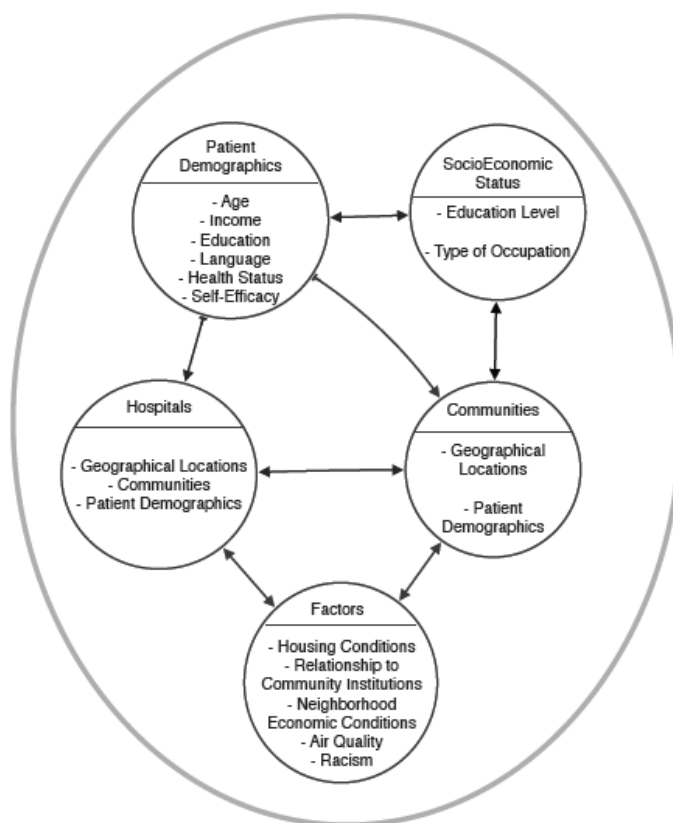 Patient
Demographics
- Age
- Income
- Education
- Language
- Health Status
- Self-Efficacy
SocioEconomic
Status
- Education Level
- Type of Occupation
Hospitals
- Geographical Locations
- Communities
- Patient Demographics
Communities
- Geographical
Locations
- Patient
Demographics
Factors
- Housing Conditions
- Relationship to
Community Institutions
- Neighborhood
Economic Conditions
- Air Quality
- Racism